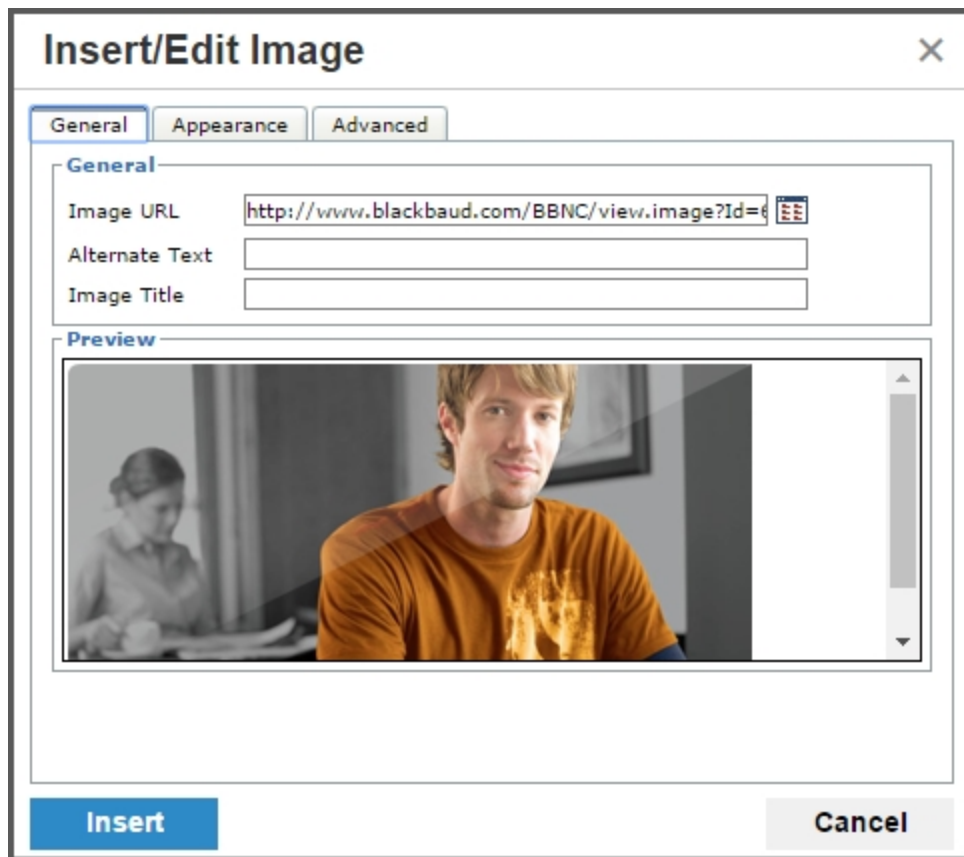 Insert/Edit Image
General Appearance Advanced
General
Image URL http://www.blackbaud.com/BBNC/view.image?Id=6
Alternate Text
Image Title
Preview
Insert Cancel